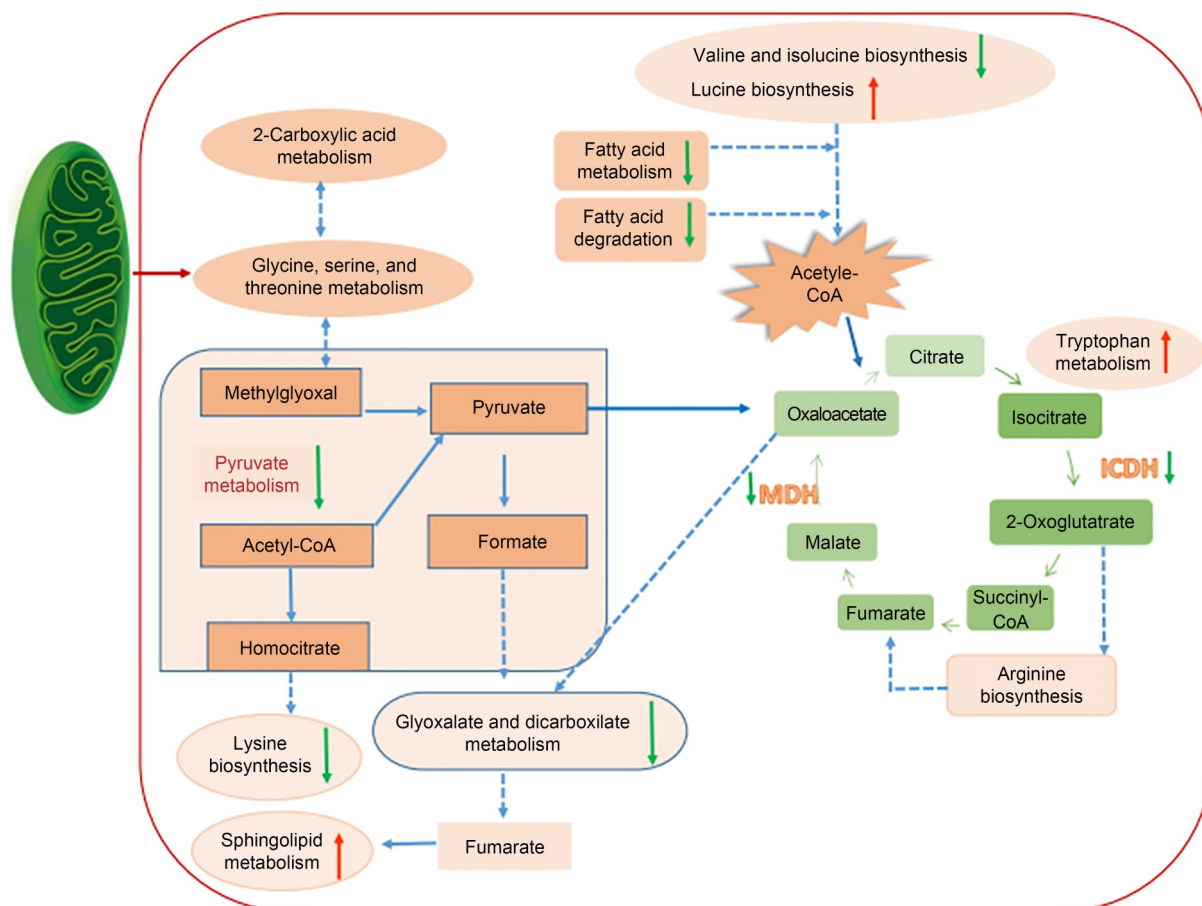 Valine and isolucine biosynthesis
Lucine biosynthesis
2-Carboxylic acid
metabolism
Fatty acid
metabolism
Fatty acid
degradation
Glycine, serine, and
threonine metabolism
Acetyle-
CoA
Citrate
Tryptophan
metabolism
Methylglyoxal
Pyruvate
Oxaloacetate
Isocitrate
Pyruvate
metabolism
MDH
ICDH
Acetyl-CoA
Formate
Malate
2-Oxoglutatrate
Fumarate
Succinyl-
CoA
Homocitrate
Arginine
biosynthesis
Lysine
biosynthesis
Glyoxalate and dicarboxilate
metabolism
Sphingolipid
metabolism
Fumarate